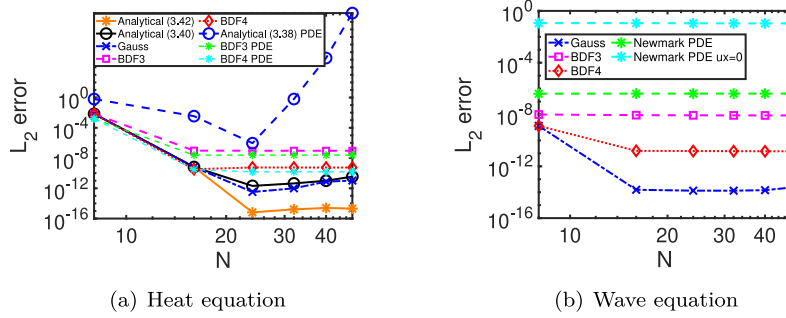 Analytical (3.42)
Analytical (3.40)
Gauss
BDF3
BDF4
Analytical (3.38) PDE
BDF3 PDE
BDF4 PDE
L2 error
10^0
10^-4
10^-8
10^-12
10^-16
10 20 30 40
N
(a) Heat equation
Gauss
BDF3
BDF4
Newmark PDE
Newmark PDE ux=0
L2 error
10^0
10^-4
10^-8
10^-12
10^-16
10 20 30 40
N
(b) Wave equation